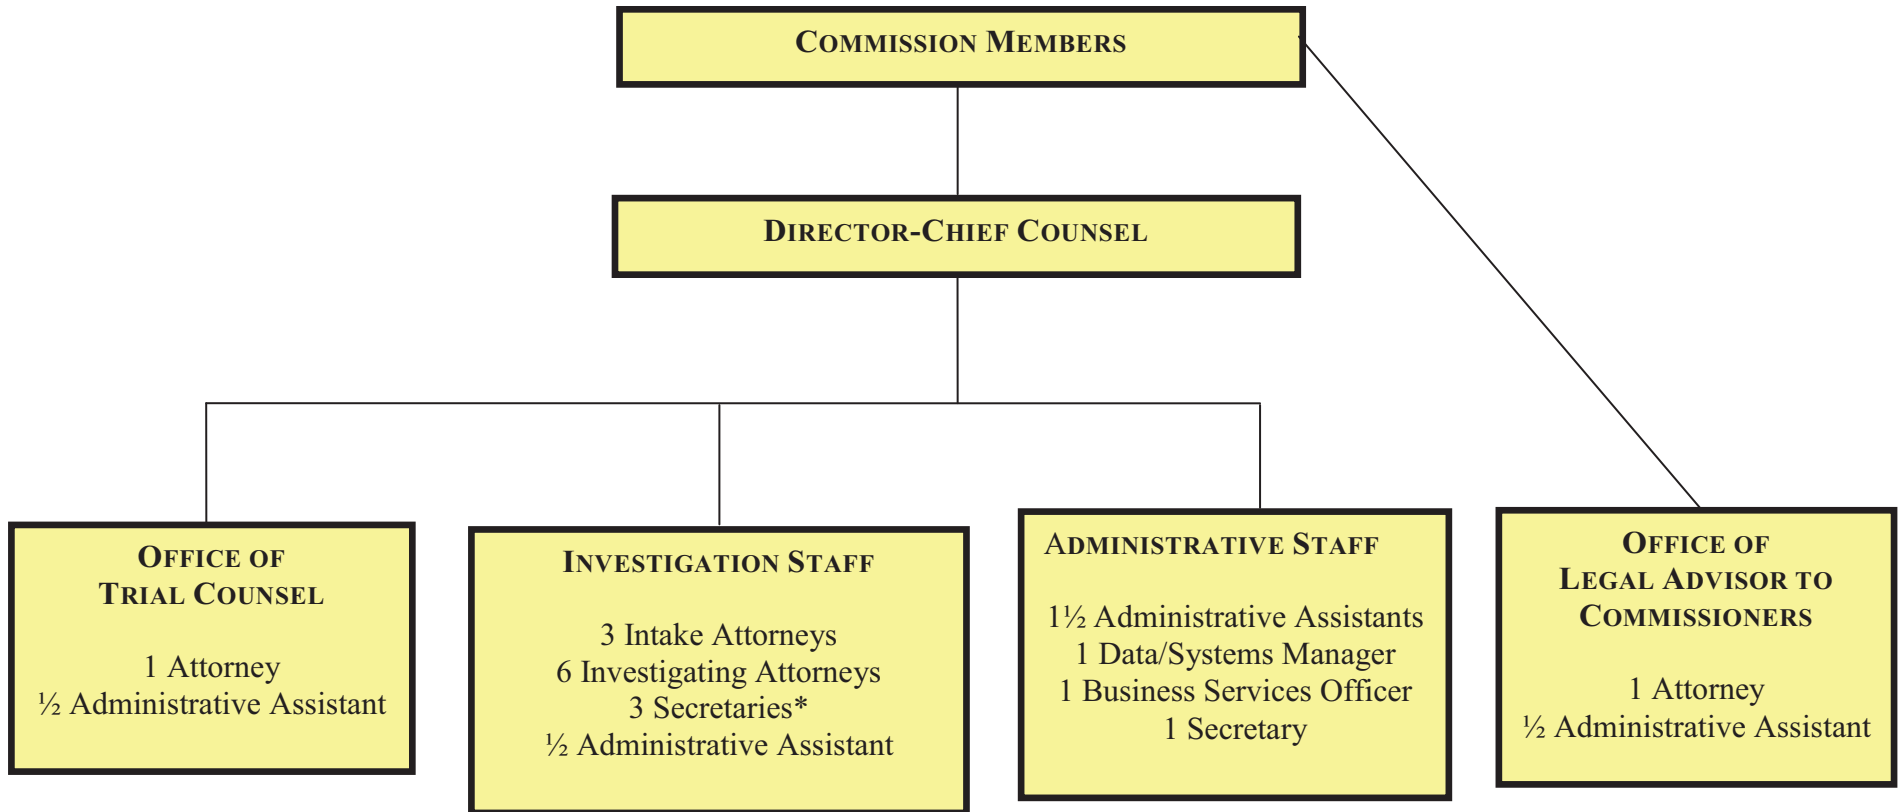 COMMISSION MEMBERS
DIRECTOR-CHIEF COUNSEL
OFFICE OF
TRIAL COUNSEL
1 Attorney
½ Administrative Assistant
INVESTIGATION STAFF
3 Intake Attorneys
6 Investigating Attorneys
3 Secretaries*
½ Administrative Assistant
ADMINISTRATIVE STAFF
1½ Administrative Assistants
1 Data/Systems Manager
1 Business Services Officer
1 Secretary
OFFICE OF
LEGAL ADVISOR TO
COMMISSIONERS
1 Attorney
½ Administrative Assistant